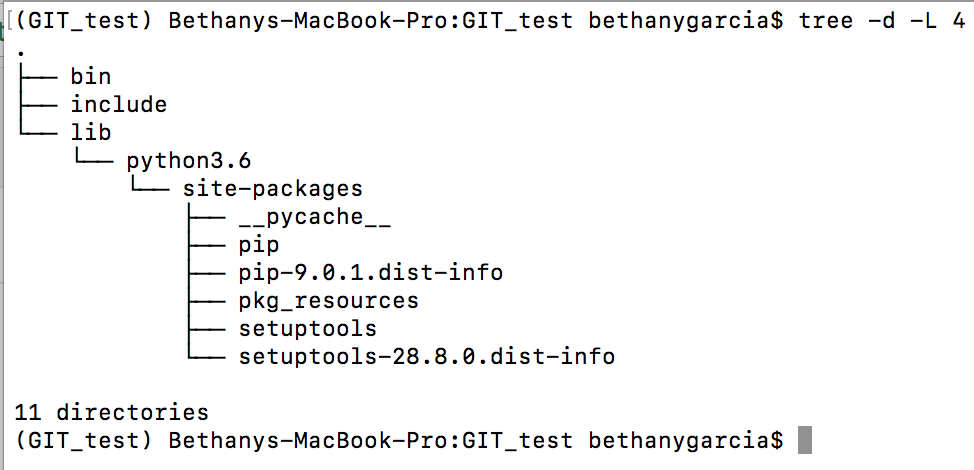 [(GIT_test) Bethanys-MacBook-Pro:GIT_test bethanygarcia$ tree -d -L 4
.
├── bin
├── include
└── lib
    └── python3.6
        └── site-packages
            ├── __pycache__
            ├── pip
            ├── pip-9.0.1.dist-info
            ├── pkg_resources
            ├── setuptools
            └── setuptools-28.8.0.dist-info

11 directories
(GIT_test) Bethanys-MacBook-Pro:GIT_test bethanygarcia$